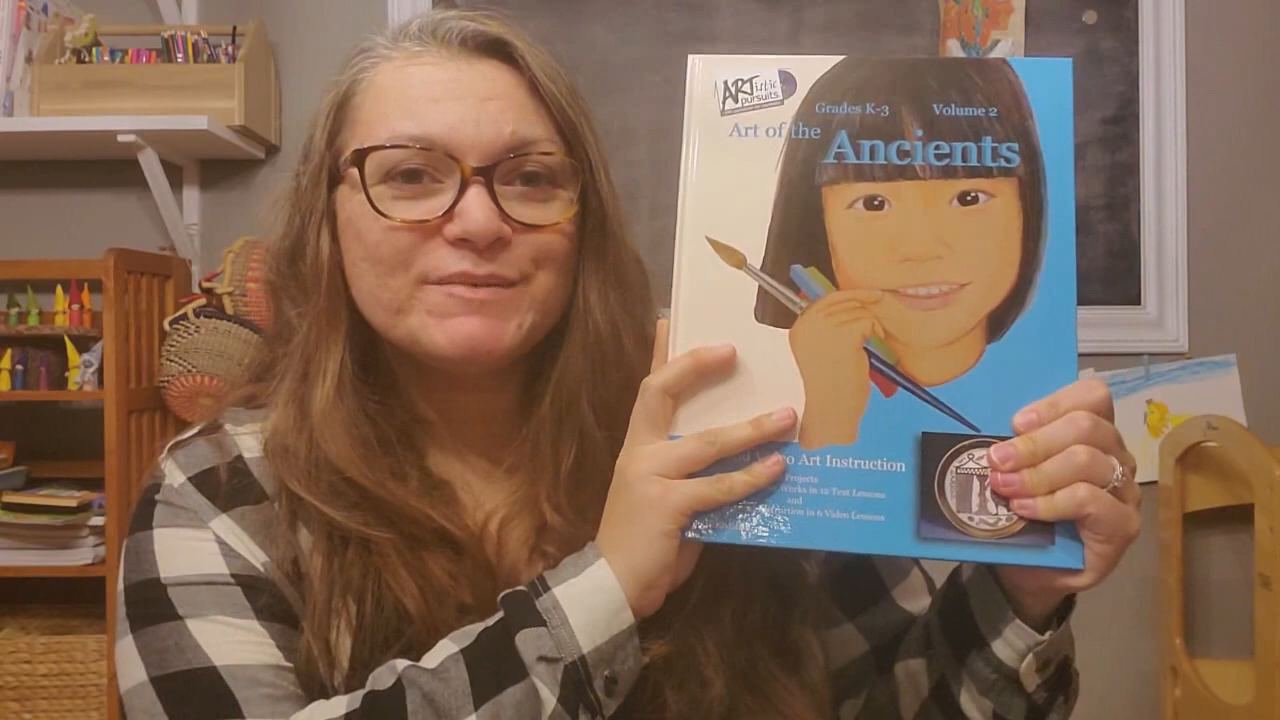 ARTistic
pursuits
Grades K-3 Volume 2
Art of the Ancients
Art Instruction
Projects
Works in 12 Text Lessons
and
in 6 Video Lessons